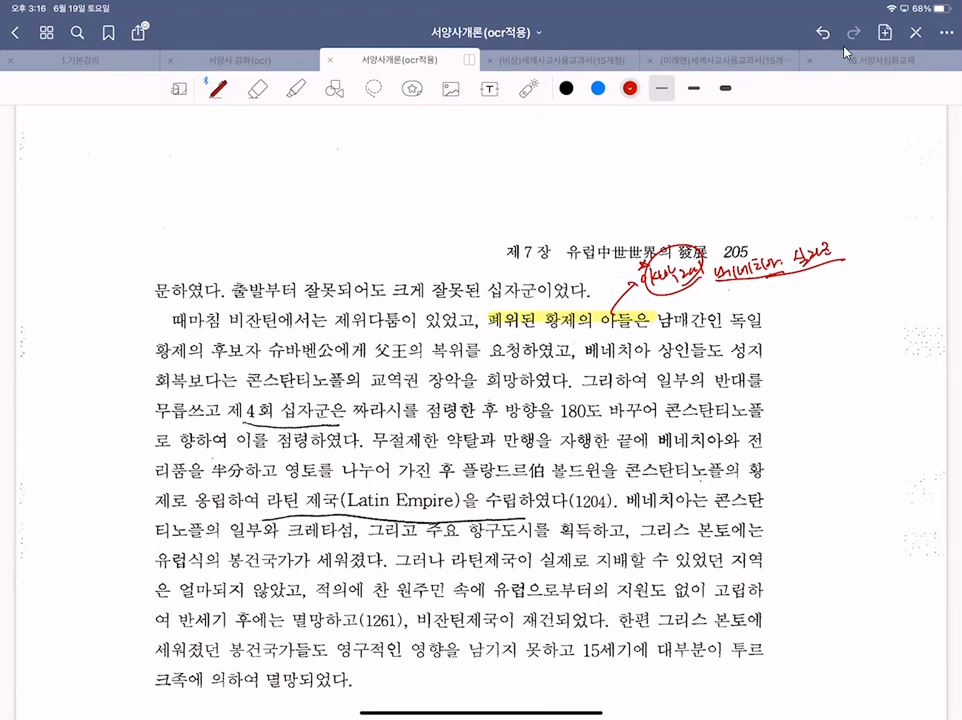 오후 3:16 6월 19일 토요일
68%
서양사개론(ocr적용)
1.기본강의
서양사 강좌(ocr)
서양사개론(ocr적용)
(비상)세계사교사용교과서(15개정)
(미래엔)세계사교사용교과서(15개…
서양사심화교재
T
제 7 장 유럽中世世界의 發展 205
베네치아
문하였다. 출발부터 잘못되어도 크게 잘못된 십자군이었다.
때마침 비잔틴에서는 제위다툼이 있었고, 폐위된 황제의 아들은 남매간인 독일
황제의 후보자 슈바벤公에게 父王의 복위를 요청하였고, 베네치아 상인들도 성지
회복보다는 콘스탄티노폴의 교역권 장악을 희망하였다. 그리하여 일부의 반대를
무릅쓰고 제4회 십자군은 짜라시를 점령한 후 방향을 180도 바꾸어 콘스탄티노폴
로 향하여 이를 점령하였다. 무절제한 약탈과 만행을 자행한 끝에 베네치아와 전
리품을 半分하고 영토를 나누어 가진 후 플랑드르伯 볼드윈을 콘스탄티노폴의 황
제로 옹립하여 라틴 제국(Latin Empire)을 수립하였다(1204). 베네치아는 콘스탄
티노폴의 일부와 크레타섬, 그리고 주요 항구도시를 획득하고, 그리스 본토에는
유럽식의 봉건국가가 세워졌다. 그러나 라틴제국이 실제로 지배할 수 있었던 지역
은 얼마되지 않았고, 적의에 찬 원주민 속에 유럽으로부터의 지원도 없이 고립하
여 반세기 후에는 멸망하고(1261), 비잔틴제국이 재건되었다. 한편 그리스 본토에
세워졌던 봉건국가들도 영구적인 영향을 남기지 못하고 15세기에 대부분이 투르
크족에 의하여 멸망되었다.